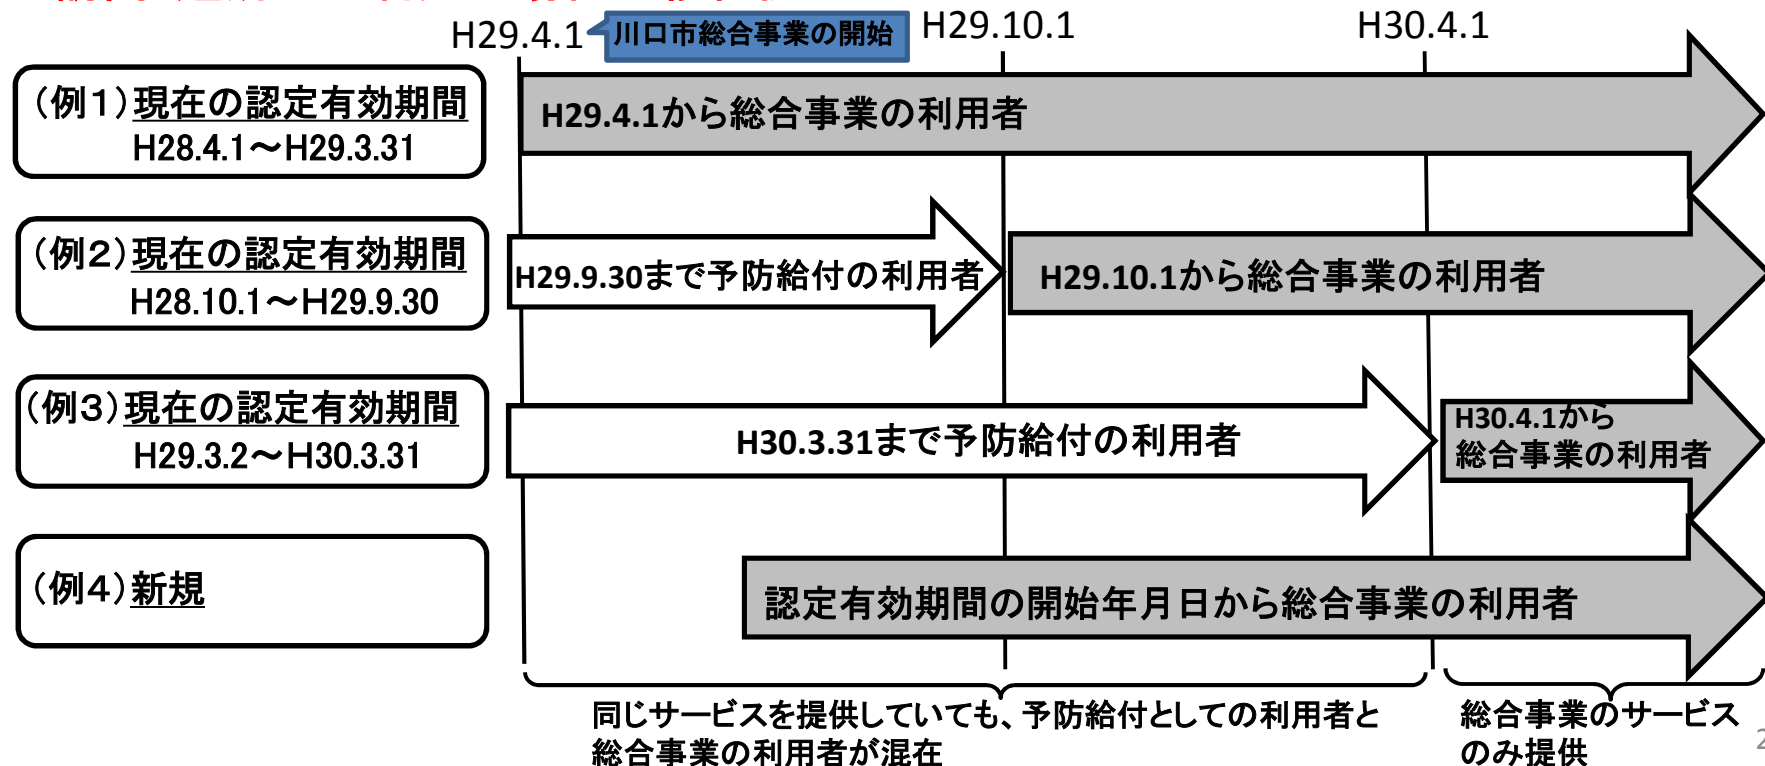 H29.4.1
川口市総合事業の開始
H29.10.1
H30.4.1
（例１）現在の認定有効期間
H28.4.1～H29.3.31
H29.4.1から総合事業の利用者
（例２）現在の認定有効期間
H28.10.1～H29.9.30
H29.9.30まで予防給付の利用者
H29.10.1から総合事業の利用者
（例３）現在の認定有効期間
H29.3.2～H30.3.31
H30.3.31まで予防給付の利用者
H30.4.1から
総合事業の利用者
（例４）新規
認定有効期間の開始年月日から総合事業の利用者
同じサービスを提供していても、予防給付としての利用者と
総合事業の利用者が混在
総合事業のサービス
のみ提供